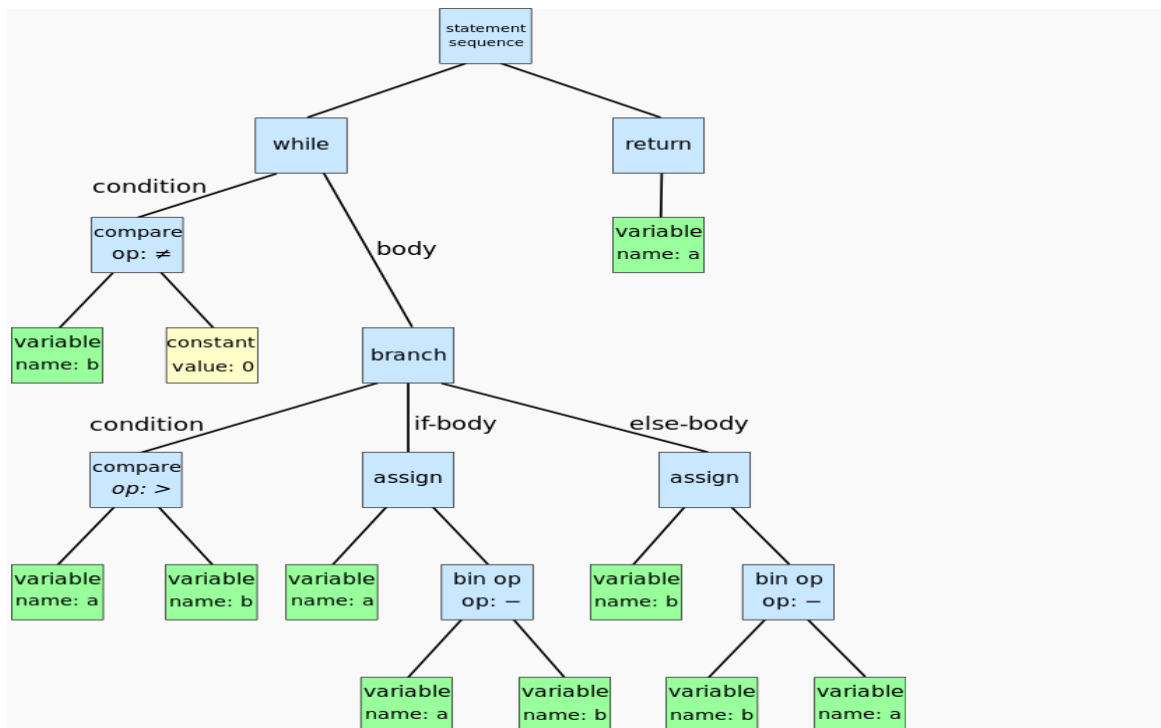 statement
sequence
while
return
condition
compare
op: ≠
body
variable
name: a
variable
name: b
constant
value: 0
branch
condition
if-body
else-body
compare
op: >
assign
assign
variable
name: a
variable
name: b
variable
name: a
bin op
op: −
variable
name: b
bin op
op: −
variable
name: a
variable
name: b
variable
name: b
variable
name: a